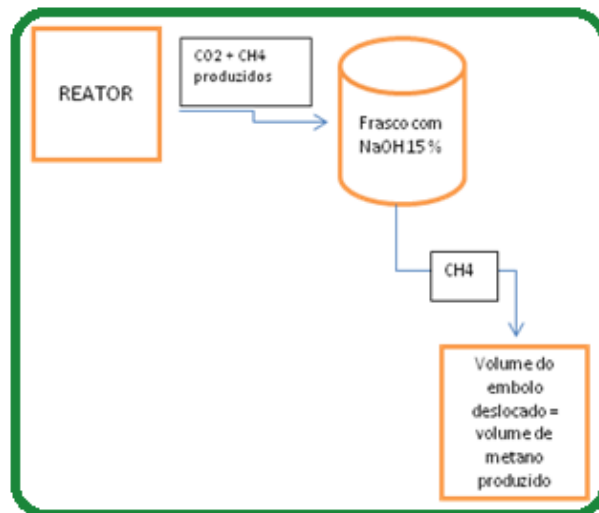 REATOR
CO2 + CH4
produzidos
Frasco com
NaOH 15 %
CH4
Volume do
embolo
deslocado =
volume de
metano
produzido